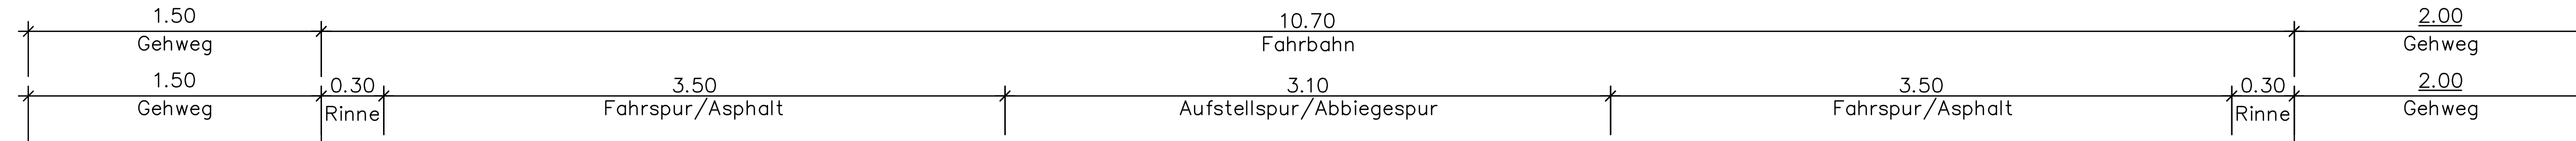 1.50 10.70 2.00
Gehweg Fahrbahn Gehweg
1.50 0.30 3.50 3.10 3.50 0.30 2.00
Gehweg Rinne Fahrspur/Asphalt Aufstellspur/Abbiegespur Fahrspur/Asphalt Rinne Gehweg